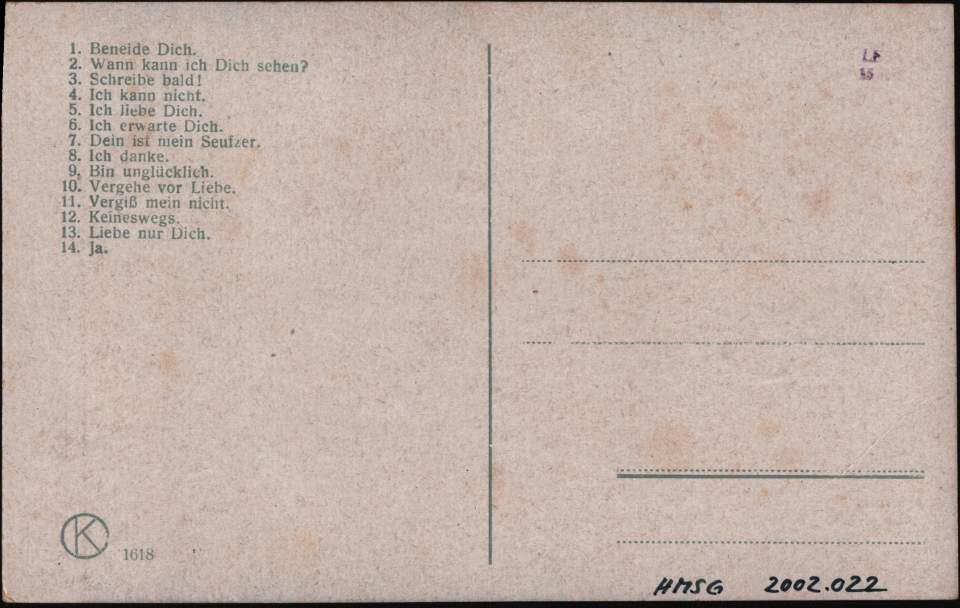 1. Beneide Dich.
2. Wann kann ich Dich sehen?
3. Schreibe bald!
4. Ich kann nicht.
5. Ich liebe Dich.
6. Ich erwarte Dich.
7. Dein ist mein Seufzer.
8. Ich danke.
9. Bin unglücklich.
10. Vergehe vor Liebe.
11. Vergiß mein nicht.
12. Keineswegs.
13. Liebe nur Dich.
14. Ja.
15
K
1618
HMSG 2002.022